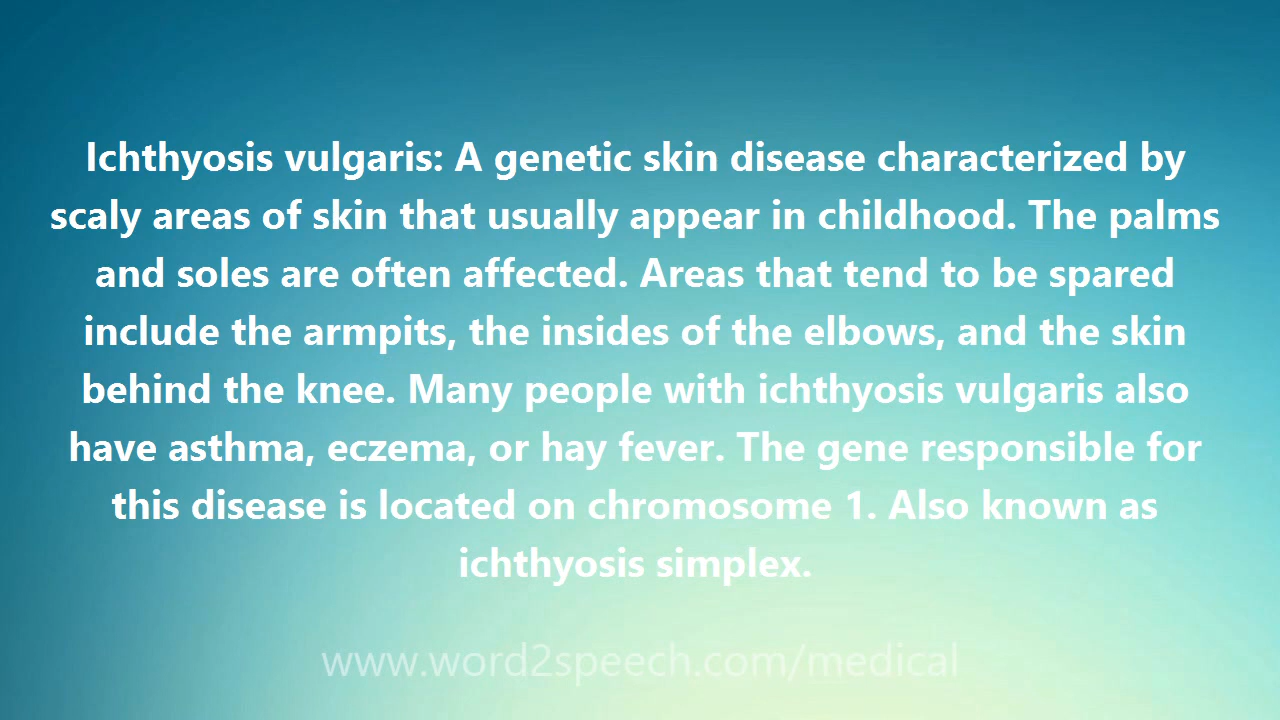 Ichthyosis vulgaris: A genetic skin disease characterized by
scaly areas of skin that usually appear in childhood. The palms
and soles are often affected. Areas that tend to be spared
include the armpits, the insides of the elbows, and the skin
behind the knee. Many people with ichthyosis vulgaris also
have asthma, eczema, or hay fever. The gene responsible for
this disease is located on chromosome 1. Also known as
ichthyosis simplex.
www.word2speech.com/medical